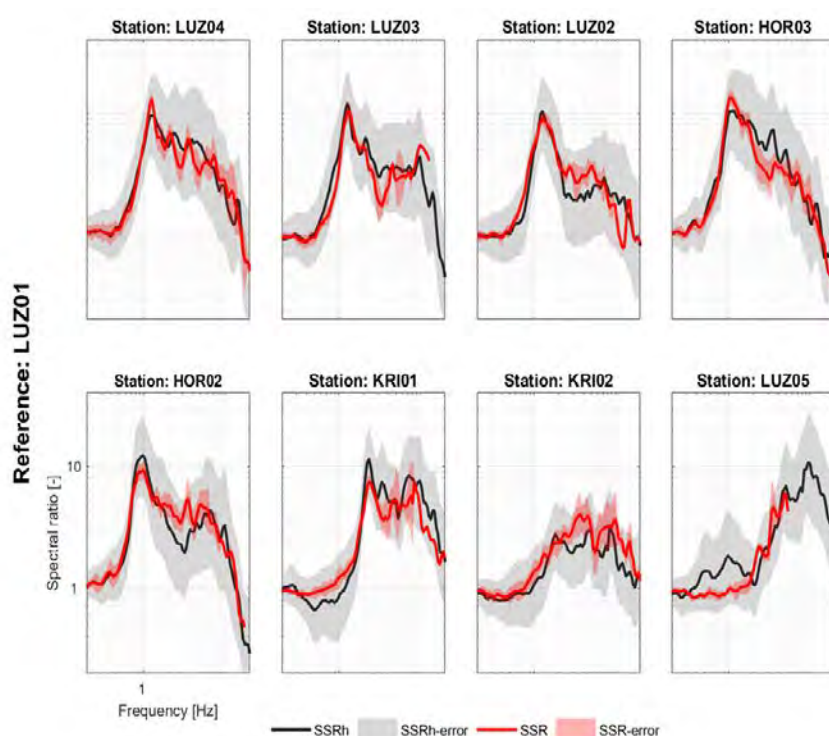 Station: LUZ04
Station: LUZ03
Station: LUZ02
Station: HOR03
Reference: LUZ01
Station: HOR02
Station: KRI01
Station: KRI02
Station: LUZ05
Spectral ratio [-]
10
1
1
Frequency [Hz]
SSRh
SSRh-error
SSR
SSR-error